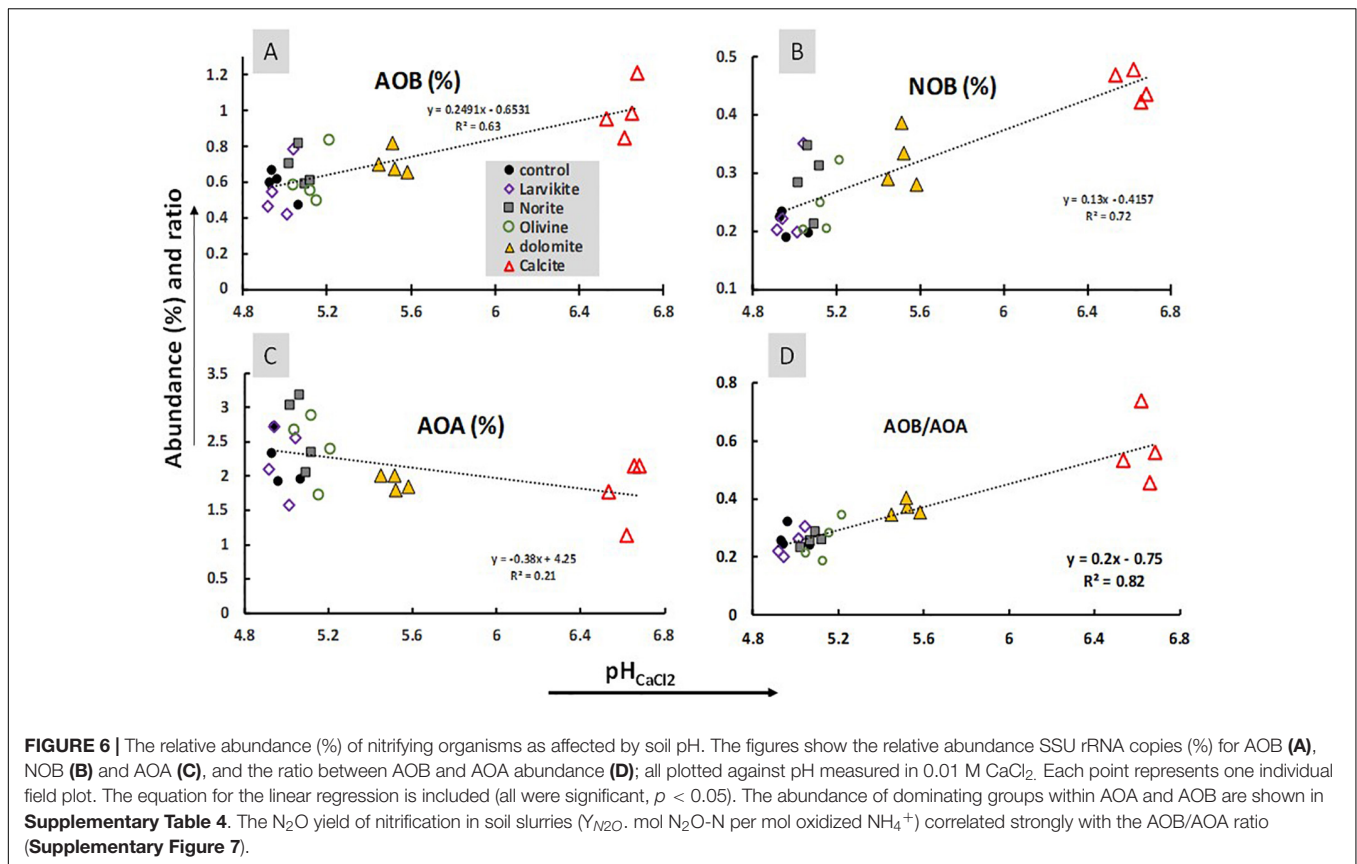 A
AOB (%)
y = 0.2491x - 0.6531
R² = 0.63
1.2
1
0.8
0.6
0.4
0.2
0
4.8 5.2 5.6 6 6.4 6.8
control
Larvikite
Norite
Olivine
dolomite
Calcite
B
NOB (%)
y = 0.13x - 0.4157
R² = 0.72
0.5
0.4
0.3
0.2
0.1
4.8 5.2 5.6 6 6.4 6.8
Abundance (%) and ratio
C
AOA (%)
y = -0.38x + 4.25
R² = 0.21
3.5
3
2.5
2
1.5
1
0.5
0
4.8 5.2 5.6 6 6.4 6.8
D
AOB/AOA
y = 0.2x - 0.75
R² = 0.82
0.8
0.6
0.4
0.2
0
4.8 5.2 5.6 6 6.4 6.8
pH CaCl2
FIGURE 6 | The relative abundance (%) of nitrifying organisms as affected by soil pH. The figures show the relative abundance SSU rRNA copies (%) for AOB (A),
NOB (B) and AOA (C), and the ratio between AOB and AOA abundance (D); all plotted against pH measured in 0.01 M CaCl₂. Each point represents one individual
field plot. The equation for the linear regression is included (all were significant, p < 0.05). The abundance of dominating groups within AOA and AOB are shown in
Supplementary Table 4. The N₂O yield of nitrification in soil slurries (Y_N2O. mol N₂O-N per mol oxidized NH₄⁺) correlated strongly with the AOB/AOA ratio
(Supplementary Figure 7).